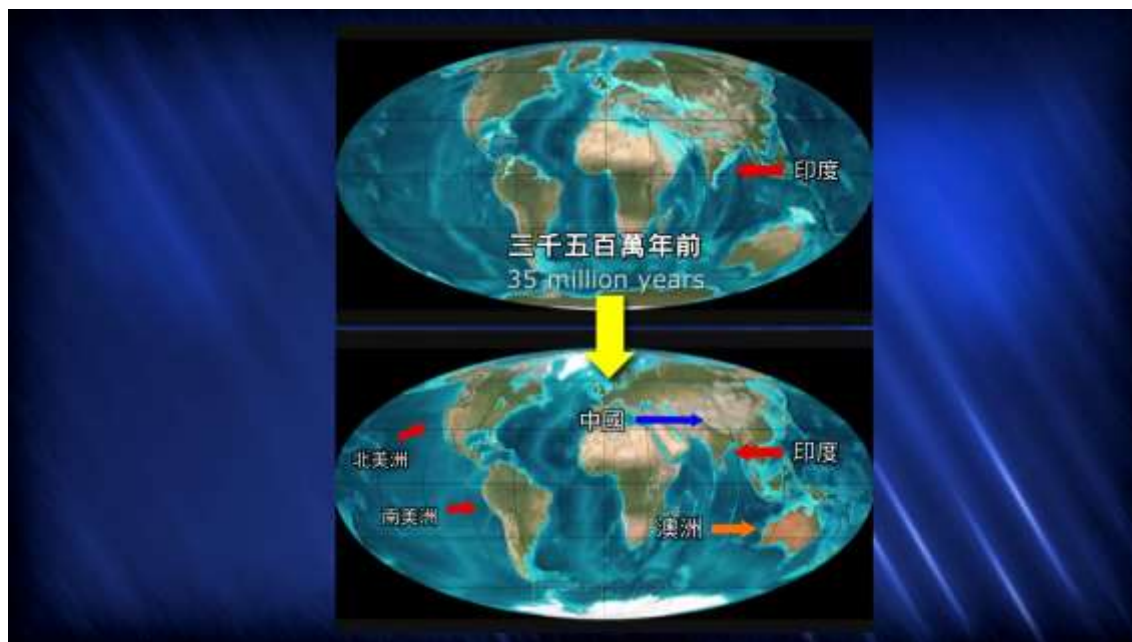 印度
三千五百萬年前
35 million years
中國
印度
北美洲
南美洲
澳洲